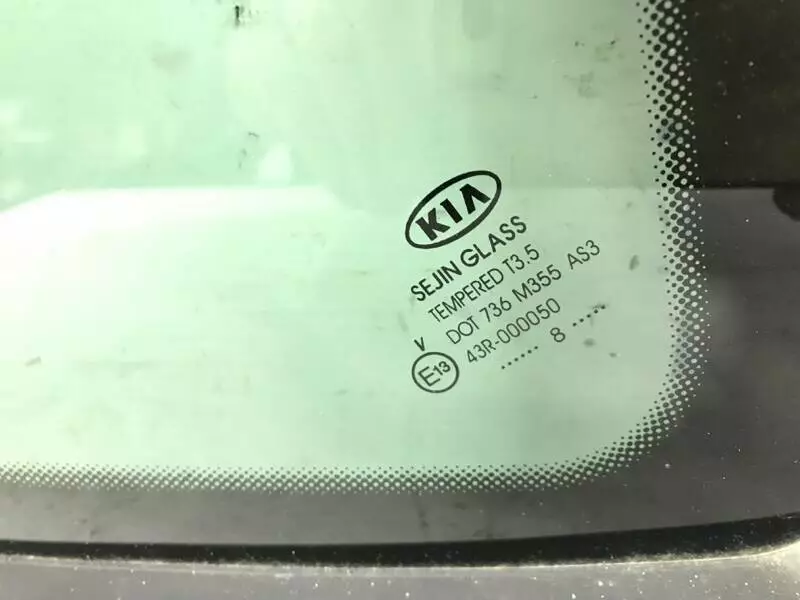 KIA
SEJIN GLASS
TEMPERED T3.5
DOT 736 M355 AS3
V 43R-000050
E13
...... 8 ......